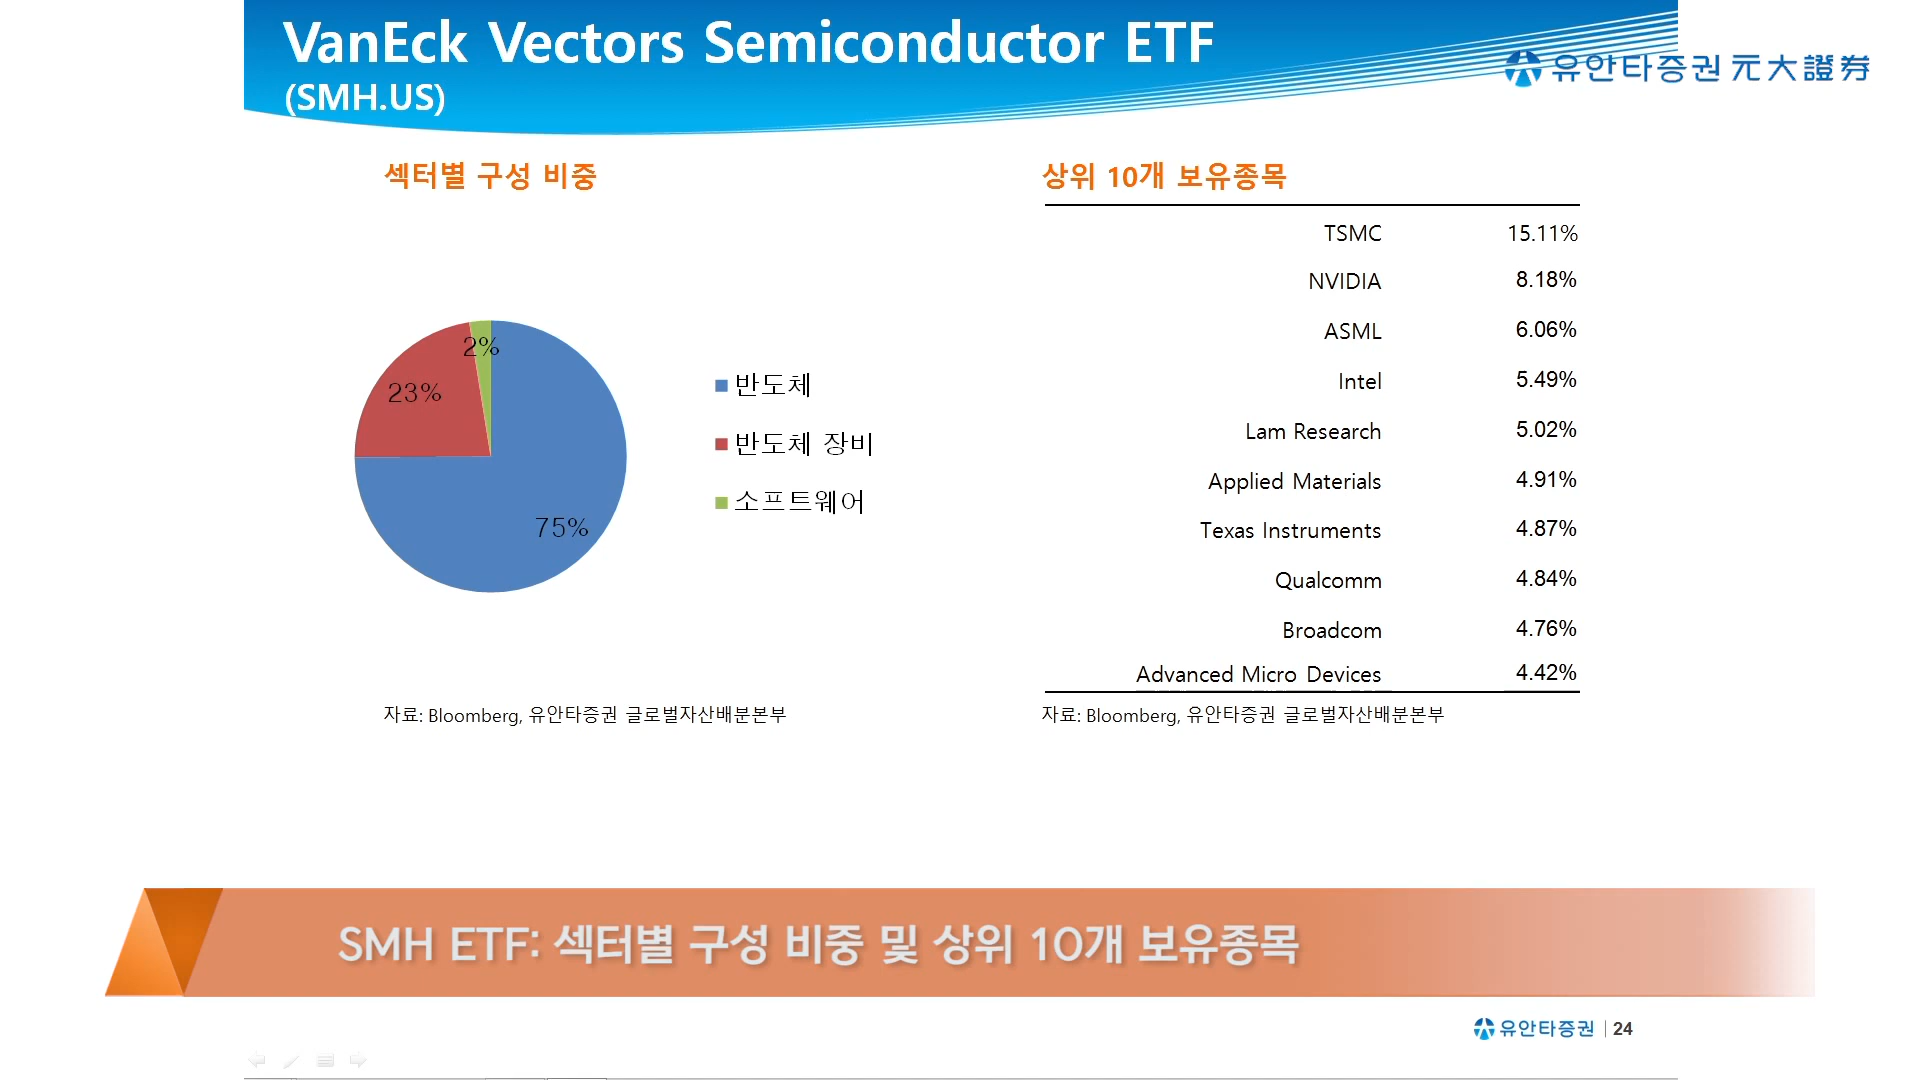 VanEck Vectors Semiconductor ETF
(SMH.US)
유안타증권 元大證券
섹터별 구성 비중
2%
23%
75%
반도체
반도체 장비
소프트웨어
자료: Bloomberg, 유안타증권 글로벌자산배분본부
상위 10개 보유종목
TSMC 15.11%
NVIDIA 8.18%
ASML 6.06%
Intel 5.49%
Lam Research 5.02%
Applied Materials 4.91%
Texas Instruments 4.87%
Qualcomm 4.84%
Broadcom 4.76%
Advanced Micro Devices 4.42%
자료: Bloomberg, 유안타증권 글로벌자산배분본부
SMH ETF: 섹터별 구성 비중 및 상위 10개 보유종목
유안타증권 | 24